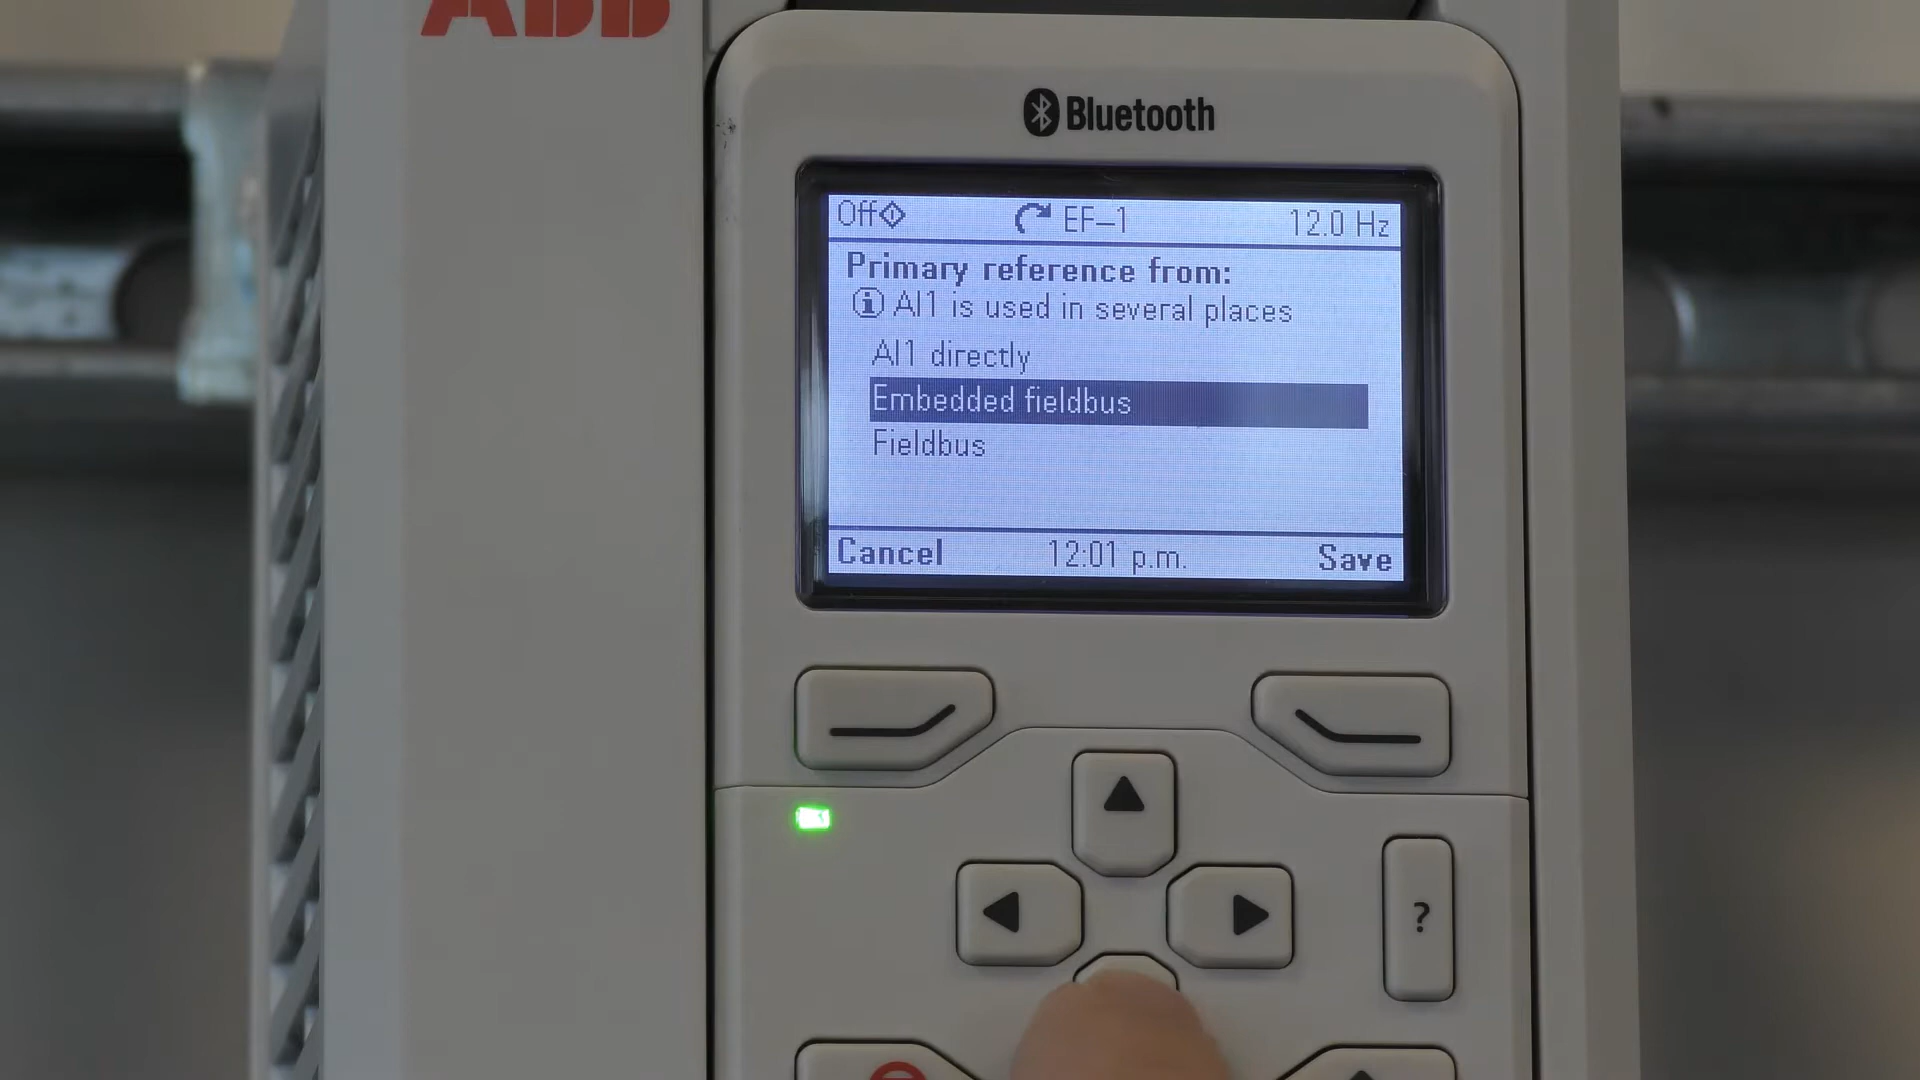 ABB
Bluetooth
Off EF–1 12.0 Hz
Primary reference from:
AI1 is used in several places
AI1 directly
Embedded fieldbus
Fieldbus
Cancel 12:01 p.m. Save
?